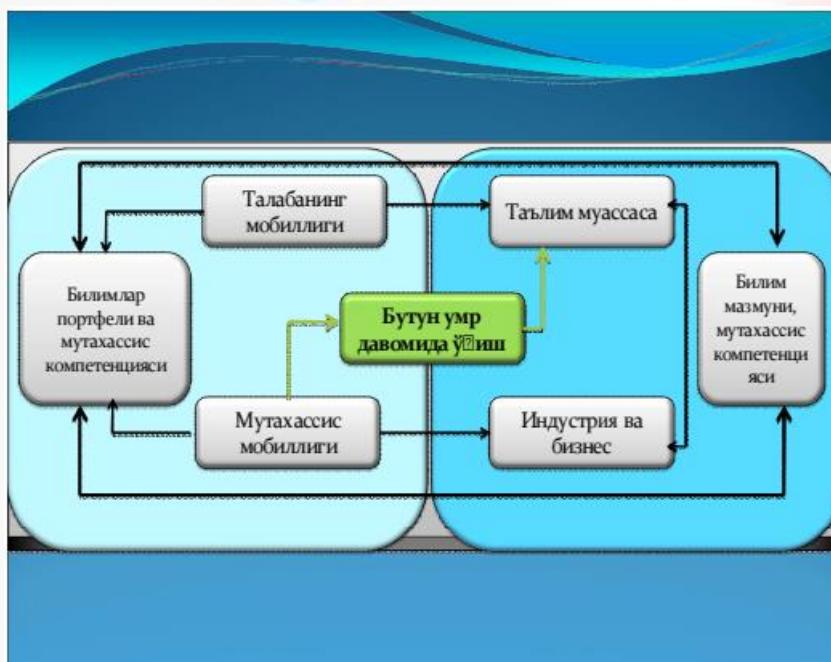 Талабанинг
мобиллиги
Таълим муассаса
Билимлар
портфели ва
мутахассис
компетенцияси
Бутун умр
давомида
Билим
мазмуни,
мутахассис
компетенци
яси
Мутахассис
мобиллиги
Индустрия ва
бизнес